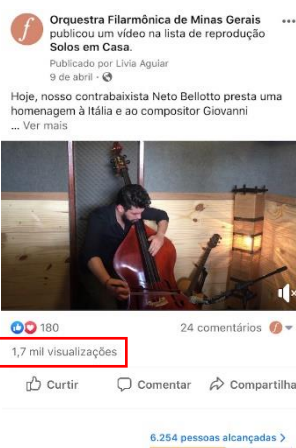 Orquestra Filarmônica de Minas Gerais
publicou um vídeo na lista de reprodução
Solos em Casa.
Publicado por Livia Aguiar
9 de abril ·
Hoje, nosso contrabaixista Neto Bellotto presta uma
homenagem à Itália e ao compositor Giovanni
... Ver mais
180 24 comentários
1,7 mil visualizações
Curtir Comentar Compartilha
6.254 pessoas alcançadas >